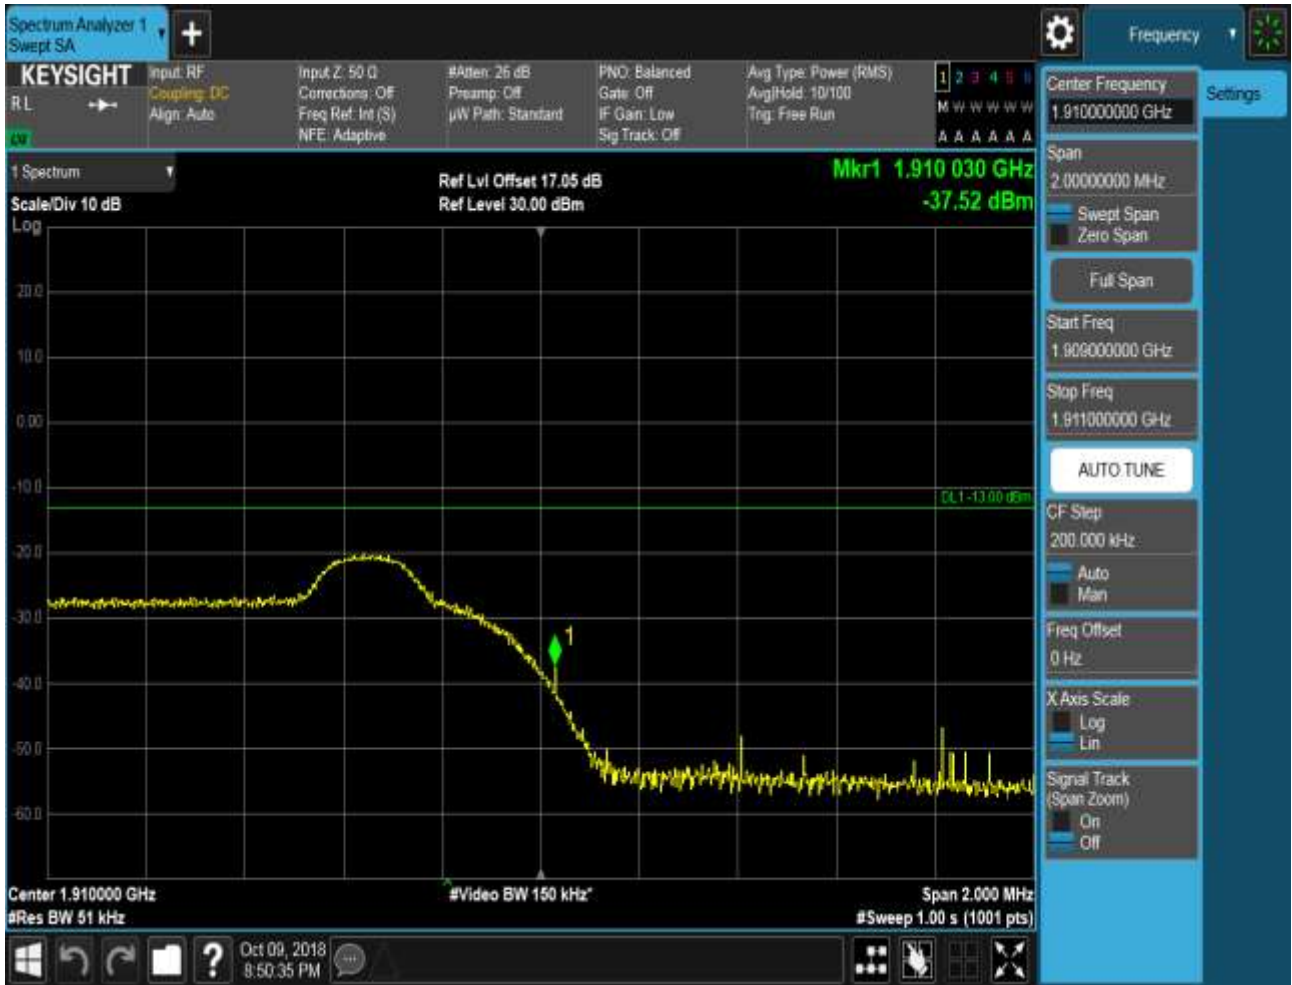 Spectrum Analyzer 1
Swept SA
+
Frequency
KEYSIGHT
Input: RF
Coupling: DC
Align: Auto
Input Z: 50 Ω
Corrections: Off
Freq Ref: Int (S)
NFE: Adaptive
#Atten: 26 dB
Preamp: Off
µW Path: Standard
PNO: Balanced
Gate: Off
IF Gain: Low
Sig Track: Off
Avg Type: Power (RMS)
Avg|Hold: 10/100
Trig: Free Run
1 2 3 4 5 6
M W W W W W
A A A A A A
R L
LW
1 Spectrum
Scale/Div 10 dB
Log
Ref Lvl Offset 17.05 dB
Ref Level 30.00 dBm
Mkr1 1.910 030 GHz
-37.52 dBm
20.0
10.0
0.00
-10.0
-20.0
-30.0
-40.0
-50.0
-60.0
DL1 -13.00 dBm
1
Center 1.910000 GHz
#Res BW 51 kHz
#Video BW 150 kHz*
Span 2.000 MHz
#Sweep 1.00 s (1001 pts)
Oct 09, 2018
8:50:35 PM
Center Frequency
1.910000000 GHz
Settings
Span
2.00000000 MHz
Swept Span
Zero Span
Full Span
Start Freq
1.909000000 GHz
Stop Freq
1.911000000 GHz
AUTO TUNE
CF Step
200.000 kHz
Auto
Man
Freq Offset
0 Hz
X Axis Scale
Log
Lin
Signal Track
(Span Zoom)
On
Off